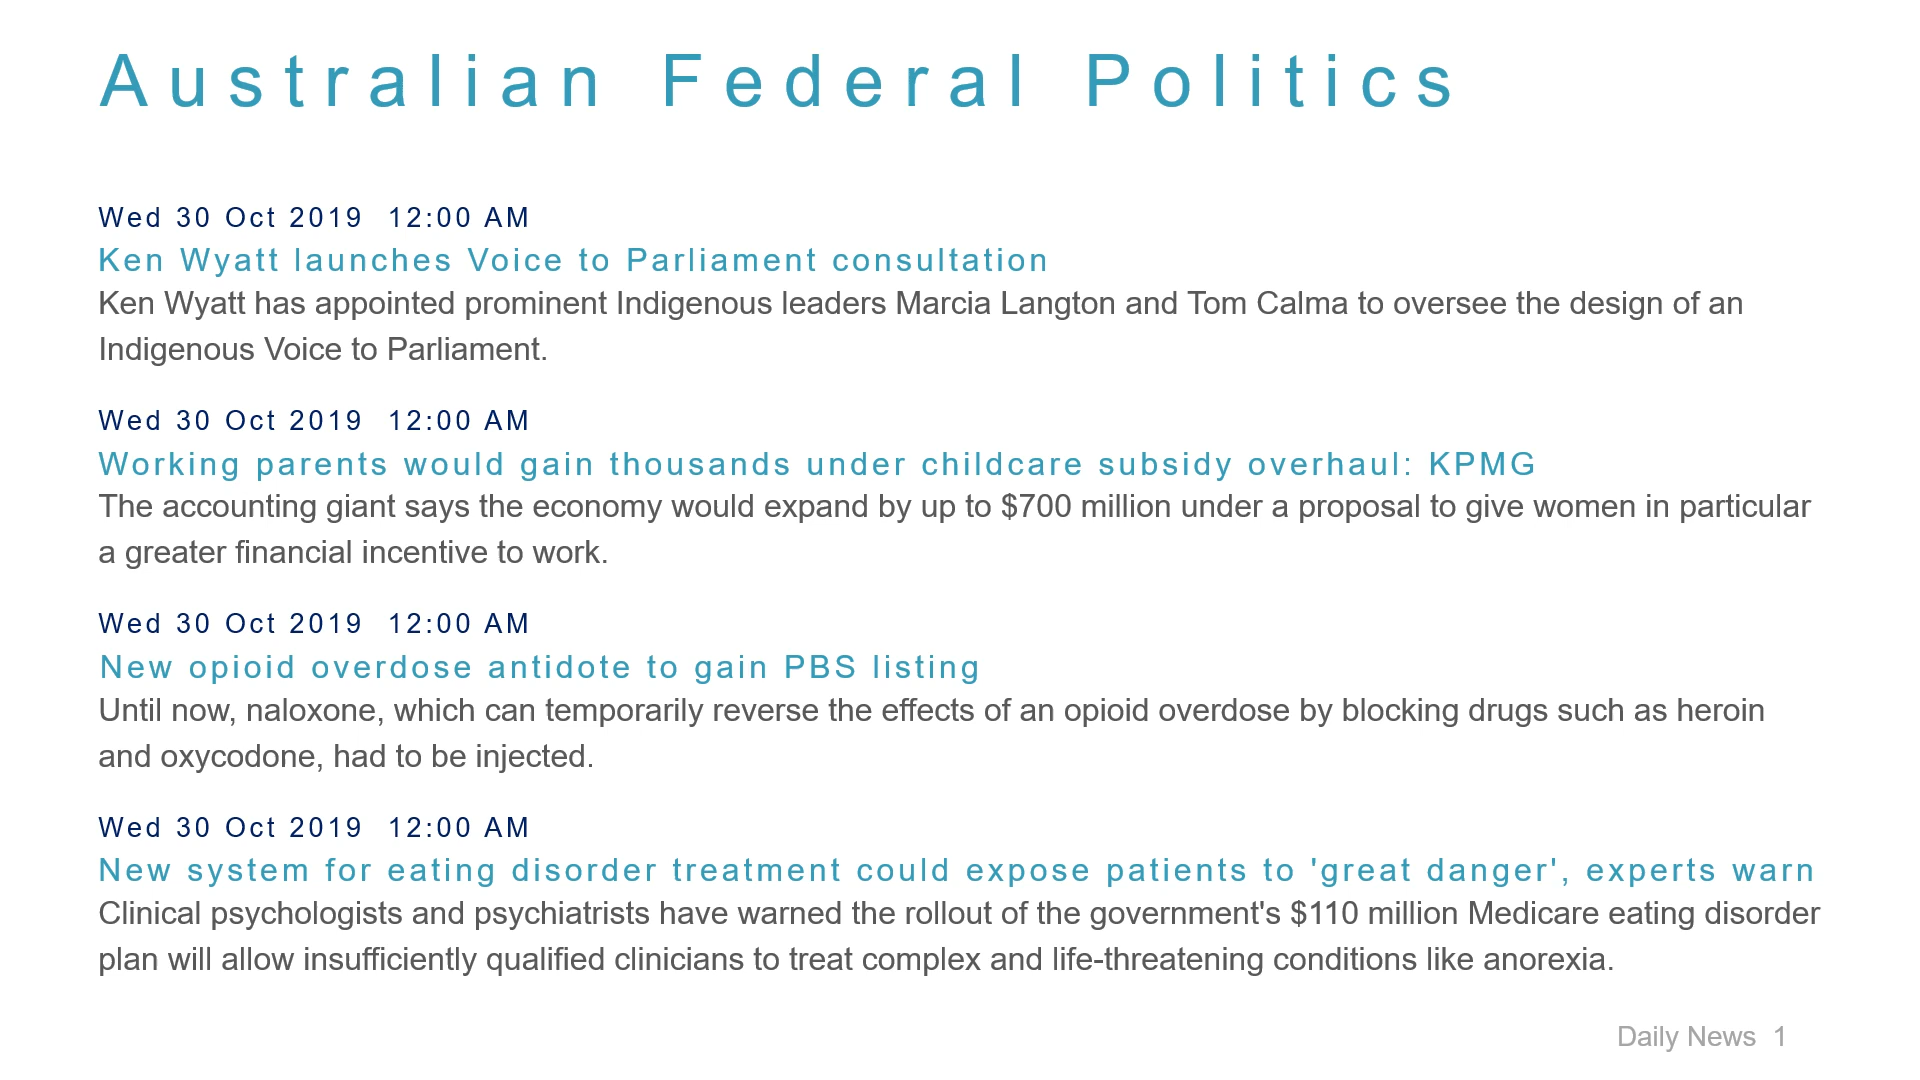 Australian Federal Politics
Wed 30 Oct 2019 12:00 AM
Ken Wyatt launches Voice to Parliament consultation
Ken Wyatt has appointed prominent Indigenous leaders Marcia Langton and Tom Calma to oversee the design of an
Indigenous Voice to Parliament.
Wed 30 Oct 2019 12:00 AM
Working parents would gain thousands under childcare subsidy overhaul: KPMG
The accounting giant says the economy would expand by up to $700 million under a proposal to give women in particular
a greater financial incentive to work.
Wed 30 Oct 2019 12:00 AM
New opioid overdose antidote to gain PBS listing
Until now, naloxone, which can temporarily reverse the effects of an opioid overdose by blocking drugs such as heroin
and oxycodone, had to be injected.
Wed 30 Oct 2019 12:00 AM
New system for eating disorder treatment could expose patients to 'great danger', experts warn
Clinical psychologists and psychiatrists have warned the rollout of the government's $110 million Medicare eating disorder
plan will allow insufficiently qualified clinicians to treat complex and life-threatening conditions like anorexia.
Daily News 1